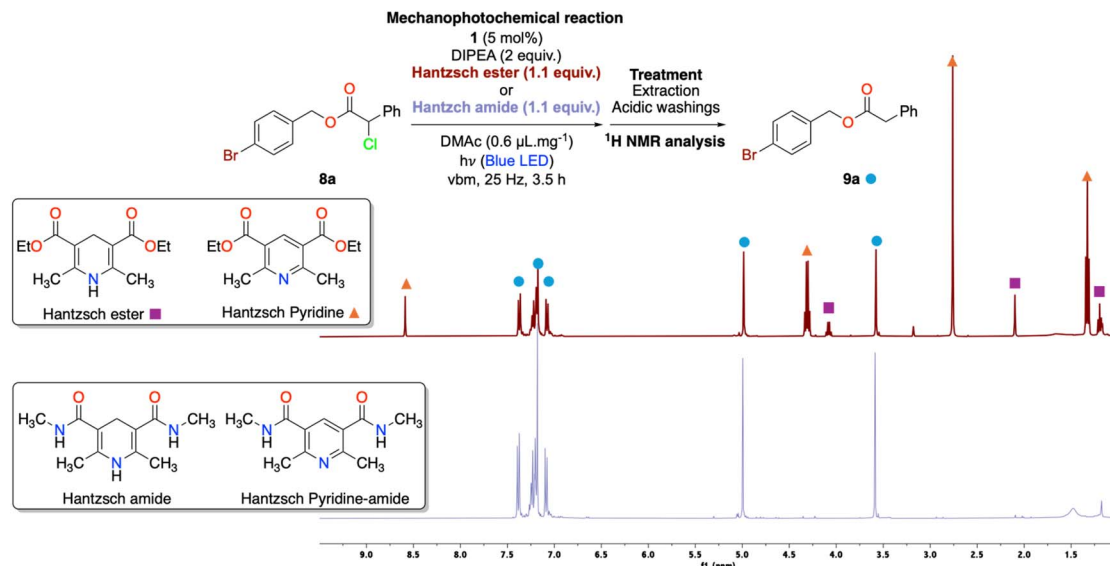 Mechanophotochemical reaction
1 (5 mol%)
DIPEA (2 equiv.)
Hantzsch ester (1.1 equiv.)
or
Hantzch amide (1.1 equiv.)
DMAc (0.6 μL.mg-1)
hν (Blue LED)
vbm, 25 Hz, 3.5 h
Treatment
Extraction
Acidic washings
1H NMR analysis
Br
O
O
Ph
Cl
8a
Br
O
O
Ph
9a
O
O
EtO
OEt
H3C
N
H
CH3
Hantzsch ester
O
O
EtO
OEt
H3C
N
CH3
Hantzsch Pyridine
O
O
H3C
N
H
N
H
CH3
H3C
N
H
CH3
Hantzsch amide
O
O
H3C
N
H
N
H
CH3
H3C
N
CH3
Hantzsch Pyridine-amide
9.0 8.5 8.0 7.5 7.0 6.5 6.0 5.5 5.0 4.5 4.0 3.5 3.0 2.5 2.0 1.5
f1 (ppm)